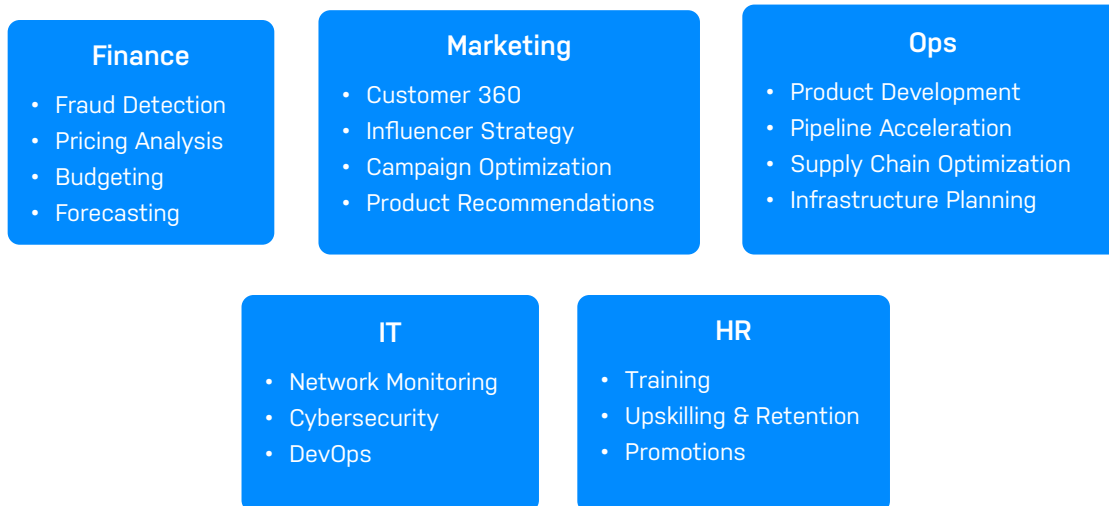 Finance
• Fraud Detection
• Pricing Analysis
• Budgeting
• Forecasting
Marketing
• Customer 360
• Influencer Strategy
• Campaign Optimization
• Product Recommendations
Ops
• Product Development
• Pipeline Acceleration
• Supply Chain Optimization
• Infrastructure Planning
IT
• Network Monitoring
• Cybersecurity
• DevOps
HR
• Training
• Upskilling & Retention
• Promotions